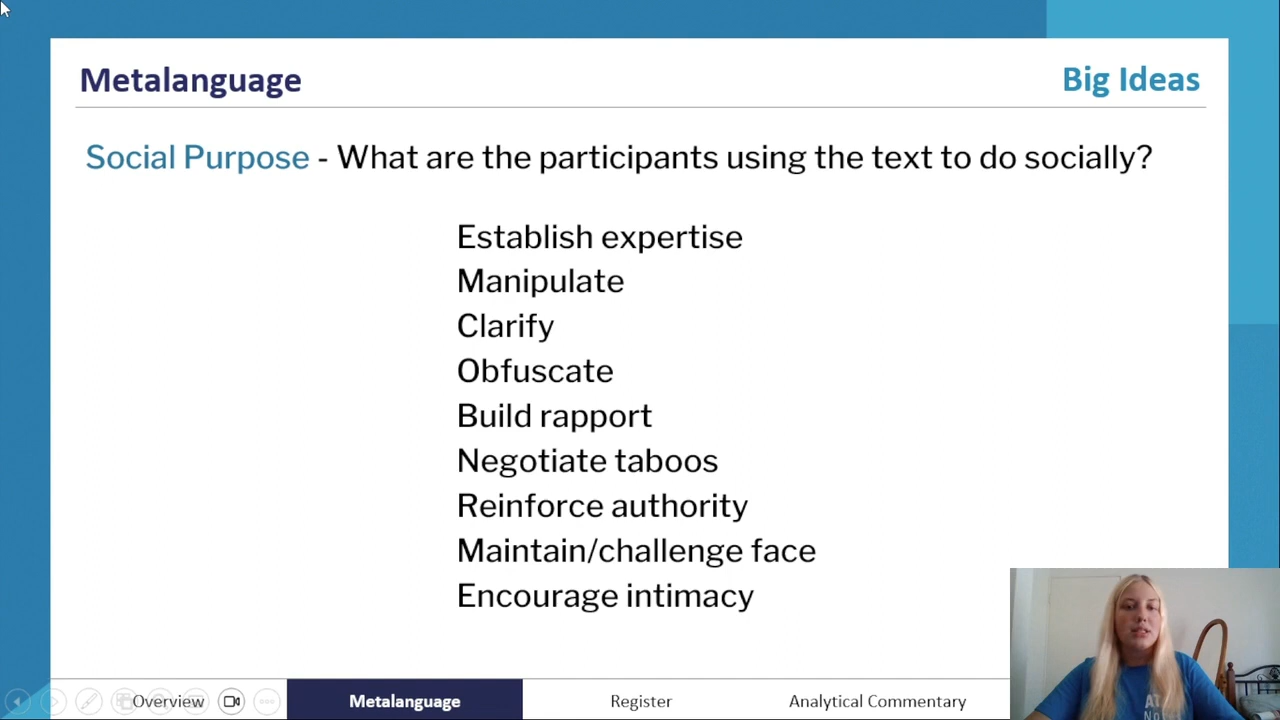 Metalanguage
Big Ideas
Social Purpose - What are the participants using the text to do socially?
Establish expertise
Manipulate
Clarify
Obfuscate
Build rapport
Negotiate taboos
Reinforce authority
Maintain/challenge face
Encourage intimacy
Overview
Metalanguage
Register
Analytical Commentary